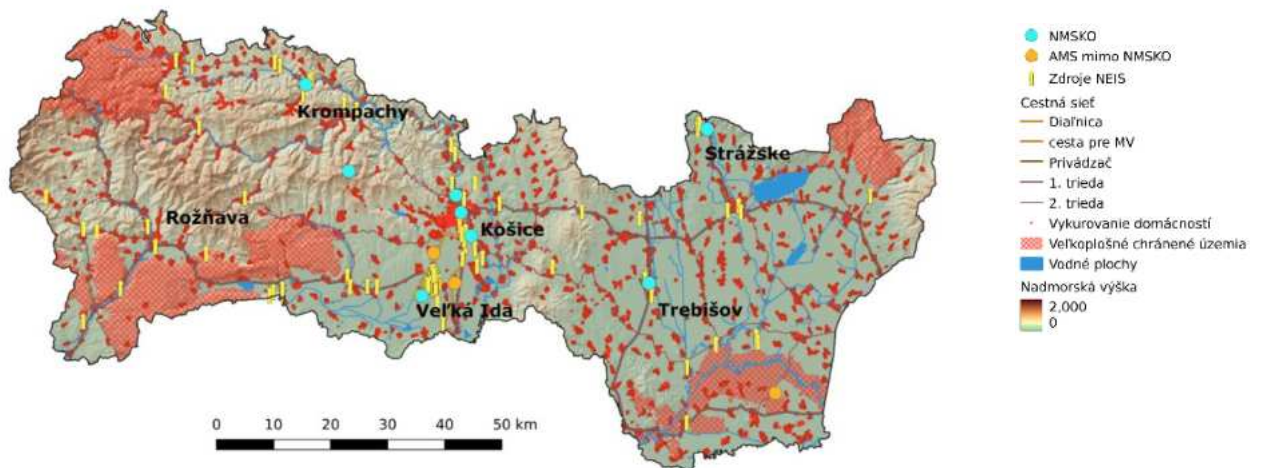 Krompachy
Strážske
Rožňava
Košice
Veľká Ida
Trebišov
0 10 20 30 40 50 km
NMSKO
AMS mimo NMSKO
Zdroje NEIS
Cestná sieť
Diaľnica
cesta pre MV
Privádzač
1. trieda
2. trieda
Vykurovanie domácností
Veľkoplošné chránené územia
Vodné plochy
Nadmorská výška
2,000
0